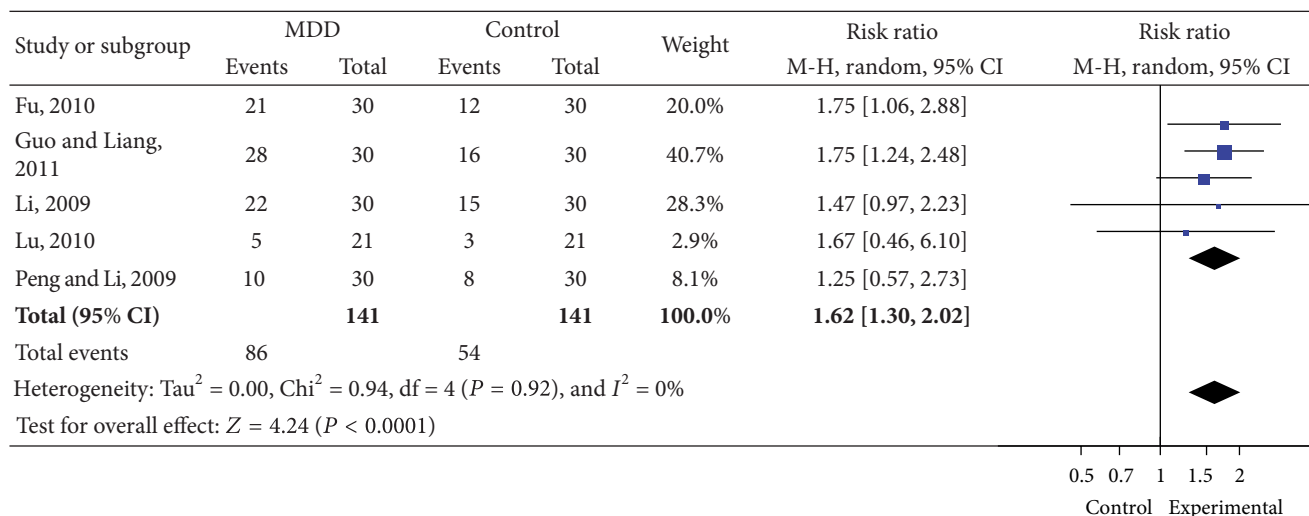 Study or subgroup MDD Control Weight Risk ratio Risk ratio
Events Total Events Total M-H, random, 95% CI M-H, random, 95% CI
Fu, 2010 21 30 12 30 20.0% 1.75 [1.06, 2.88]
Guo and Liang, 2011 28 30 16 30 40.7% 1.75 [1.24, 2.48]
Li, 2009 22 30 15 30 28.3% 1.47 [0.97, 2.23]
Lu, 2010 5 21 3 21 2.9% 1.67 [0.46, 6.10]
Peng and Li, 2009 10 30 8 30 8.1% 1.25 [0.57, 2.73]
Total (95% CI) 141 141 100.0% 1.62 [1.30, 2.02]
Total events 86 54
Heterogeneity: Tau² = 0.00, Chi² = 0.94, df = 4 (P = 0.92), and I² = 0%
Test for overall effect: Z = 4.24 (P < 0.0001)
0.5 0.7 1 1.5 2
Control Experimental